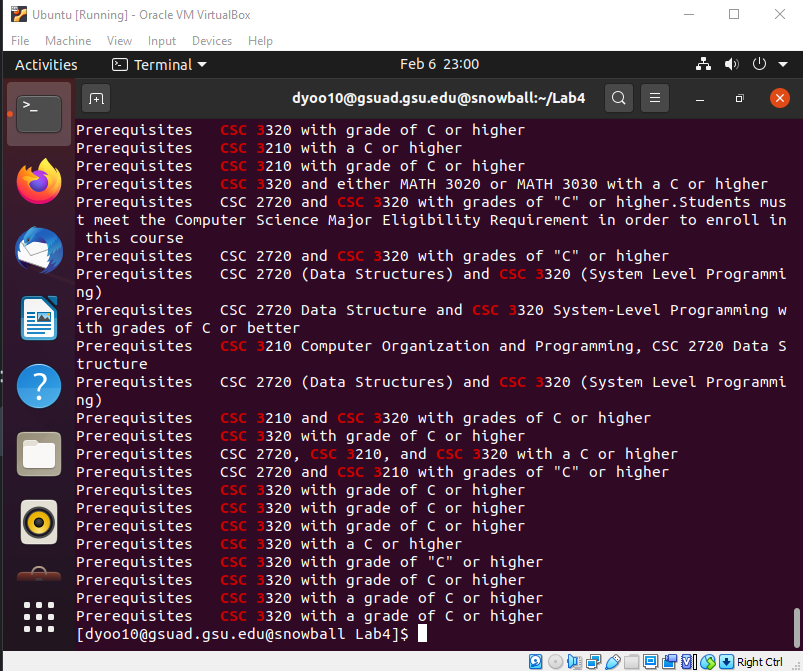 Ubuntu [Running] - Oracle VM VirtualBox
File Machine View Input Devices Help
Activities Terminal Feb 6 23:00
dyoo10@gsuad.gsu.edu@snowball:~/Lab4
Prerequisites CSC 3320 with grade of C or higher
Prerequisites CSC 3210 with a C or higher
Prerequisites CSC 3210 with grade of C or higher
Prerequisites CSC 3320 and either MATH 3020 or MATH 3030 with a C or higher
Prerequisites CSC 2720 and CSC 3320 with grades of "C" or higher.Students mus
t meet the Computer Science Major Eligibility Requirement in order to enroll in
this course
Prerequisites CSC 2720 and CSC 3320 with grades of "C" or higher
Prerequisites CSC 2720 (Data Structures) and CSC 3320 (System Level Programmi
ng)
Prerequisites CSC 2720 Data Structure and CSC 3320 System-Level Programming w
ith grades of C or better
Prerequisites CSC 3210 Computer Organization and Programming, CSC 2720 Data S
tructure
Prerequisites CSC 2720 (Data Structures) and CSC 3320 (System Level Programmi
ng)
Prerequisites CSC 3210 and CSC 3320 with grades of C or higher
Prerequisites CSC 3320 with grade of C or higher
Prerequisites CSC 2720, CSC 3210, and CSC 3320 with a C or higher
Prerequisites CSC 2720 and CSC 3210 with grades of "C" or higher
Prerequisites CSC 3320 with grade of C or higher
Prerequisites CSC 3320 with grade of C or higher
Prerequisites CSC 3320 with grade of C or higher
Prerequisites CSC 3320 with a C or higher
Prerequisites CSC 3320 with grade of "C" or higher
Prerequisites CSC 3320 with grade of C or higher
Prerequisites CSC 3320 with a grade of C or higher
Prerequisites CSC 3320 with a grade of C or higher
[dyoo10@gsuad.gsu.edu@snowball Lab4]$
Right Ctrl